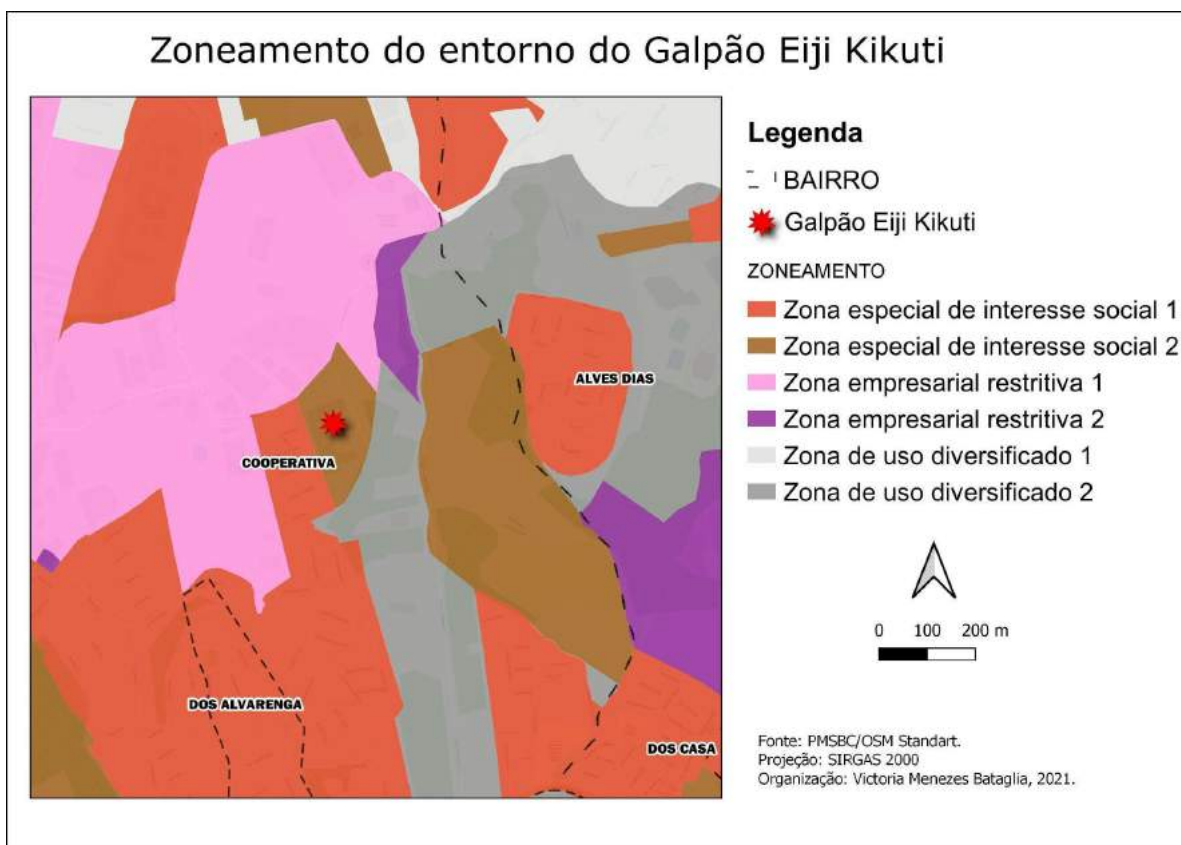 Zoneamento do entorno do Galpão Eiji Kikuti
Legenda
BAIRRO
Galpão Eiji Kikuti
ZONEAMENTO
Zona especial de interesse social 1
Zona especial de interesse social 2
Zona empresarial restritiva 1
Zona empresarial restritiva 2
Zona de uso diversificado 1
Zona de uso diversificado 2
ALVES DIAS
COOPERATIVA
DOS ALVARENGA
DOS CASA
0 100 200 m
Fonte: PMSBC/OSM Standart.
Projeção: SIRGAS 2000
Organização: Victoria Menezes Bataglia, 2021.